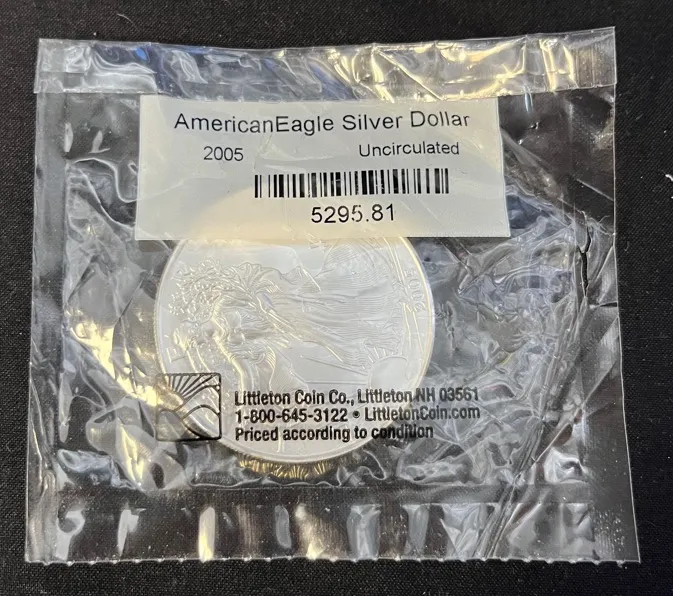 AmericanEagle Silver Dollar
2005 Uncirculated
5295.81
Littleton Coin Co., Littleton NH 03561
1-800-645-3122 • LittletonCoin.com
Priced according to condition